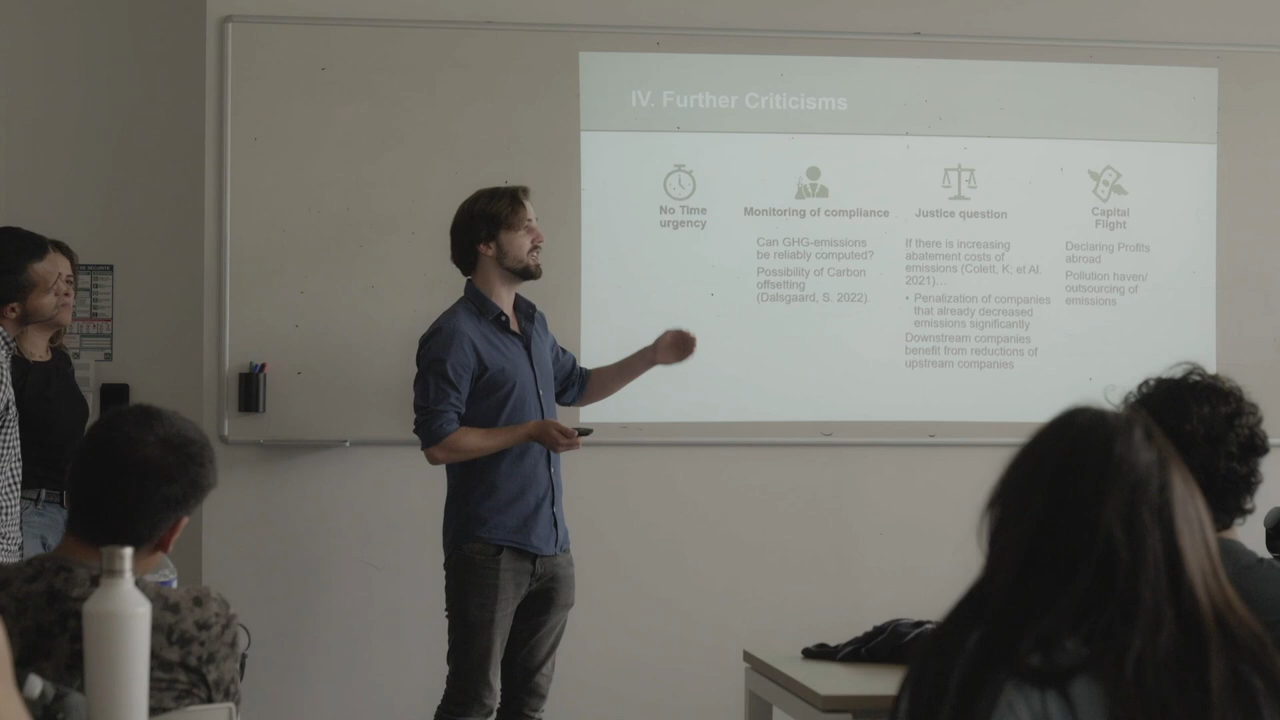 IV. Further Criticisms
No Time
urgency
Monitoring of compliance
Can GHG-emissions
be reliably computed?
Possibility of Carbon
offsetting
(Dalsgaard, S. 2022).
Justice question
If there is increasing
abatement costs of
emissions (Colett, K; et Al.
2021)…
• Penalization of companies
that already decreased
emissions significantly
Downstream companies
benefit from reductions of
upstream companies
Capital
Flight
Declaring Profits
abroad
Pollution haven/
outsourcing of
emissions